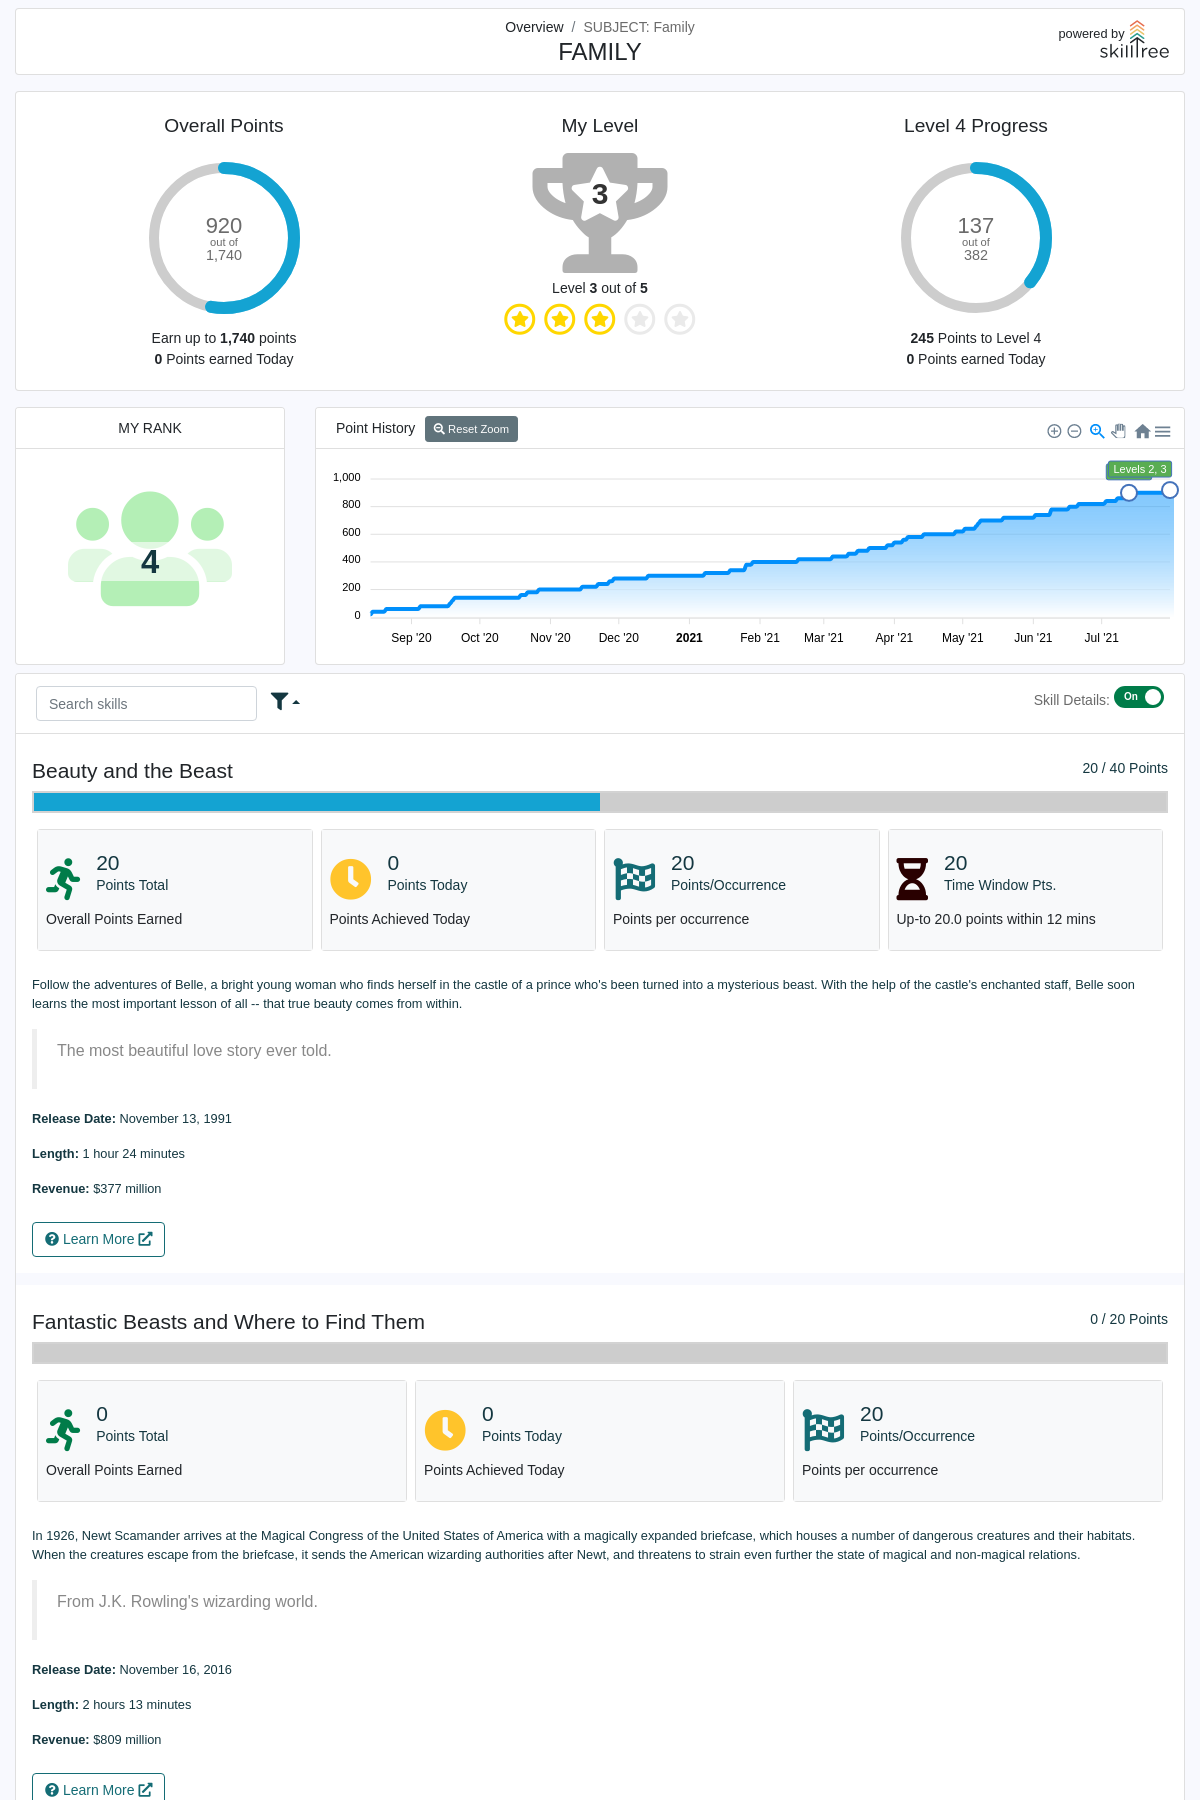 Overview / SUBJECT: Family
FAMILY
powered by
skilltree
Overall Points
920
out of
1,740
Earn up to 1,740 points
0 Points earned Today
My Level
3
Level 3 out of 5
Level 4 Progress
137
out of
382
245 Points to Level 4
0 Points earned Today
MY RANK
4
Point History
Reset Zoom
Levels 2, 3
1,000
800
600
400
200
0
Sep '20 Oct '20 Nov '20 Dec '20 2021 Feb '21 Mar '21 Apr '21 May '21 Jun '21 Jul '21
Search skills
Skill Details: On
Beauty and the Beast
20 / 40 Points
20
Points Total
Overall Points Earned
0
Points Today
Points Achieved Today
20
Points/Occurrence
Points per occurrence
20
Time Window Pts.
Up-to 20.0 points within 12 mins
Follow the adventures of Belle, a bright young woman who finds herself in the castle of a prince who's been turned into a mysterious beast. With the help of the castle's enchanted staff, Belle soon
learns the most important lesson of all -- that true beauty comes from within.
The most beautiful love story ever told.
Release Date: November 13, 1991
Length: 1 hour 24 minutes
Revenue: $377 million
Learn More
Fantastic Beasts and Where to Find Them
0 / 20 Points
0
Points Total
Overall Points Earned
0
Points Today
Points Achieved Today
20
Points/Occurrence
Points per occurrence
In 1926, Newt Scamander arrives at the Magical Congress of the United States of America with a magically expanded briefcase, which houses a number of dangerous creatures and their habitats.
When the creatures escape from the briefcase, it sends the American wizarding authorities after Newt, and threatens to strain even further the state of magical and non-magical relations.
From J.K. Rowling's wizarding world.
Release Date: November 16, 2016
Length: 2 hours 13 minutes
Revenue: $809 million
Learn More